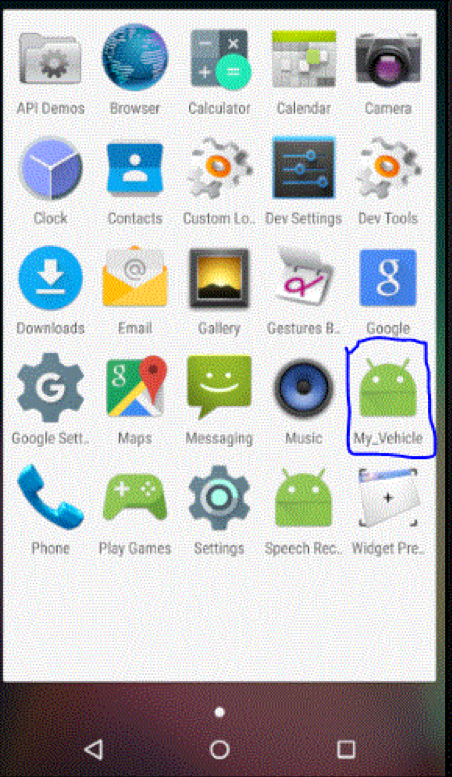 API Demos Browser Calculator Calendar Camera
Clock Contacts Custom Lo.. Dev Settings Dev Tools
Downloads Email Gallery Gestures B.. Google
Google Sett.. Maps Messaging Music My_Vehicle
Phone Play Games Settings Speech Rec.. Widget Pre..